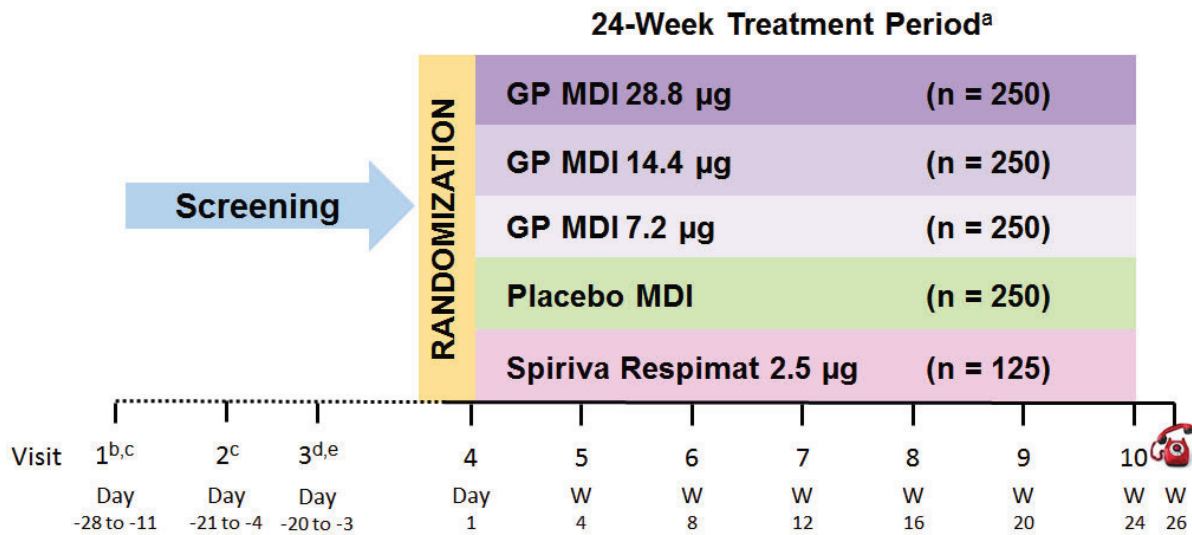 24-Week Treatment Periodᵃ
RANDOMIZATION
GP MDI 28.8 µg (n = 250)
GP MDI 14.4 µg (n = 250)
Screening
GP MDI 7.2 µg (n = 250)
Placebo MDI (n = 250)
Spiriva Respimat 2.5 µg (n = 125)
Visit 1ᵇ,ᶜ 2ᶜ 3ᵈ,ᵉ 4 5 6 7 8 9 10
Day Day Day Day W W W W W W W
-28 to -11 -21 to -4 -20 to -3 1 4 8 12 16 20 24 26